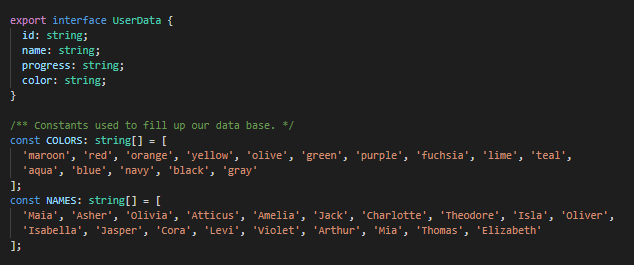 export interface UserData {
  id: string;
  name: string;
  progress: string;
  color: string;
}

/** Constants used to fill up our data base. */
const COLORS: string[] = [
  'maroon', 'red', 'orange', 'yellow', 'olive', 'green', 'purple', 'fuchsia', 'lime', 'teal',
  'aqua', 'blue', 'navy', 'black', 'gray'
];
const NAMES: string[] = [
  'Maia', 'Asher', 'Olivia', 'Atticus', 'Amelia', 'Jack', 'Charlotte', 'Theodore', 'Isla', 'Oliver',
  'Isabella', 'Jasper', 'Cora', 'Levi', 'Violet', 'Arthur', 'Mia', 'Thomas', 'Elizabeth'
];